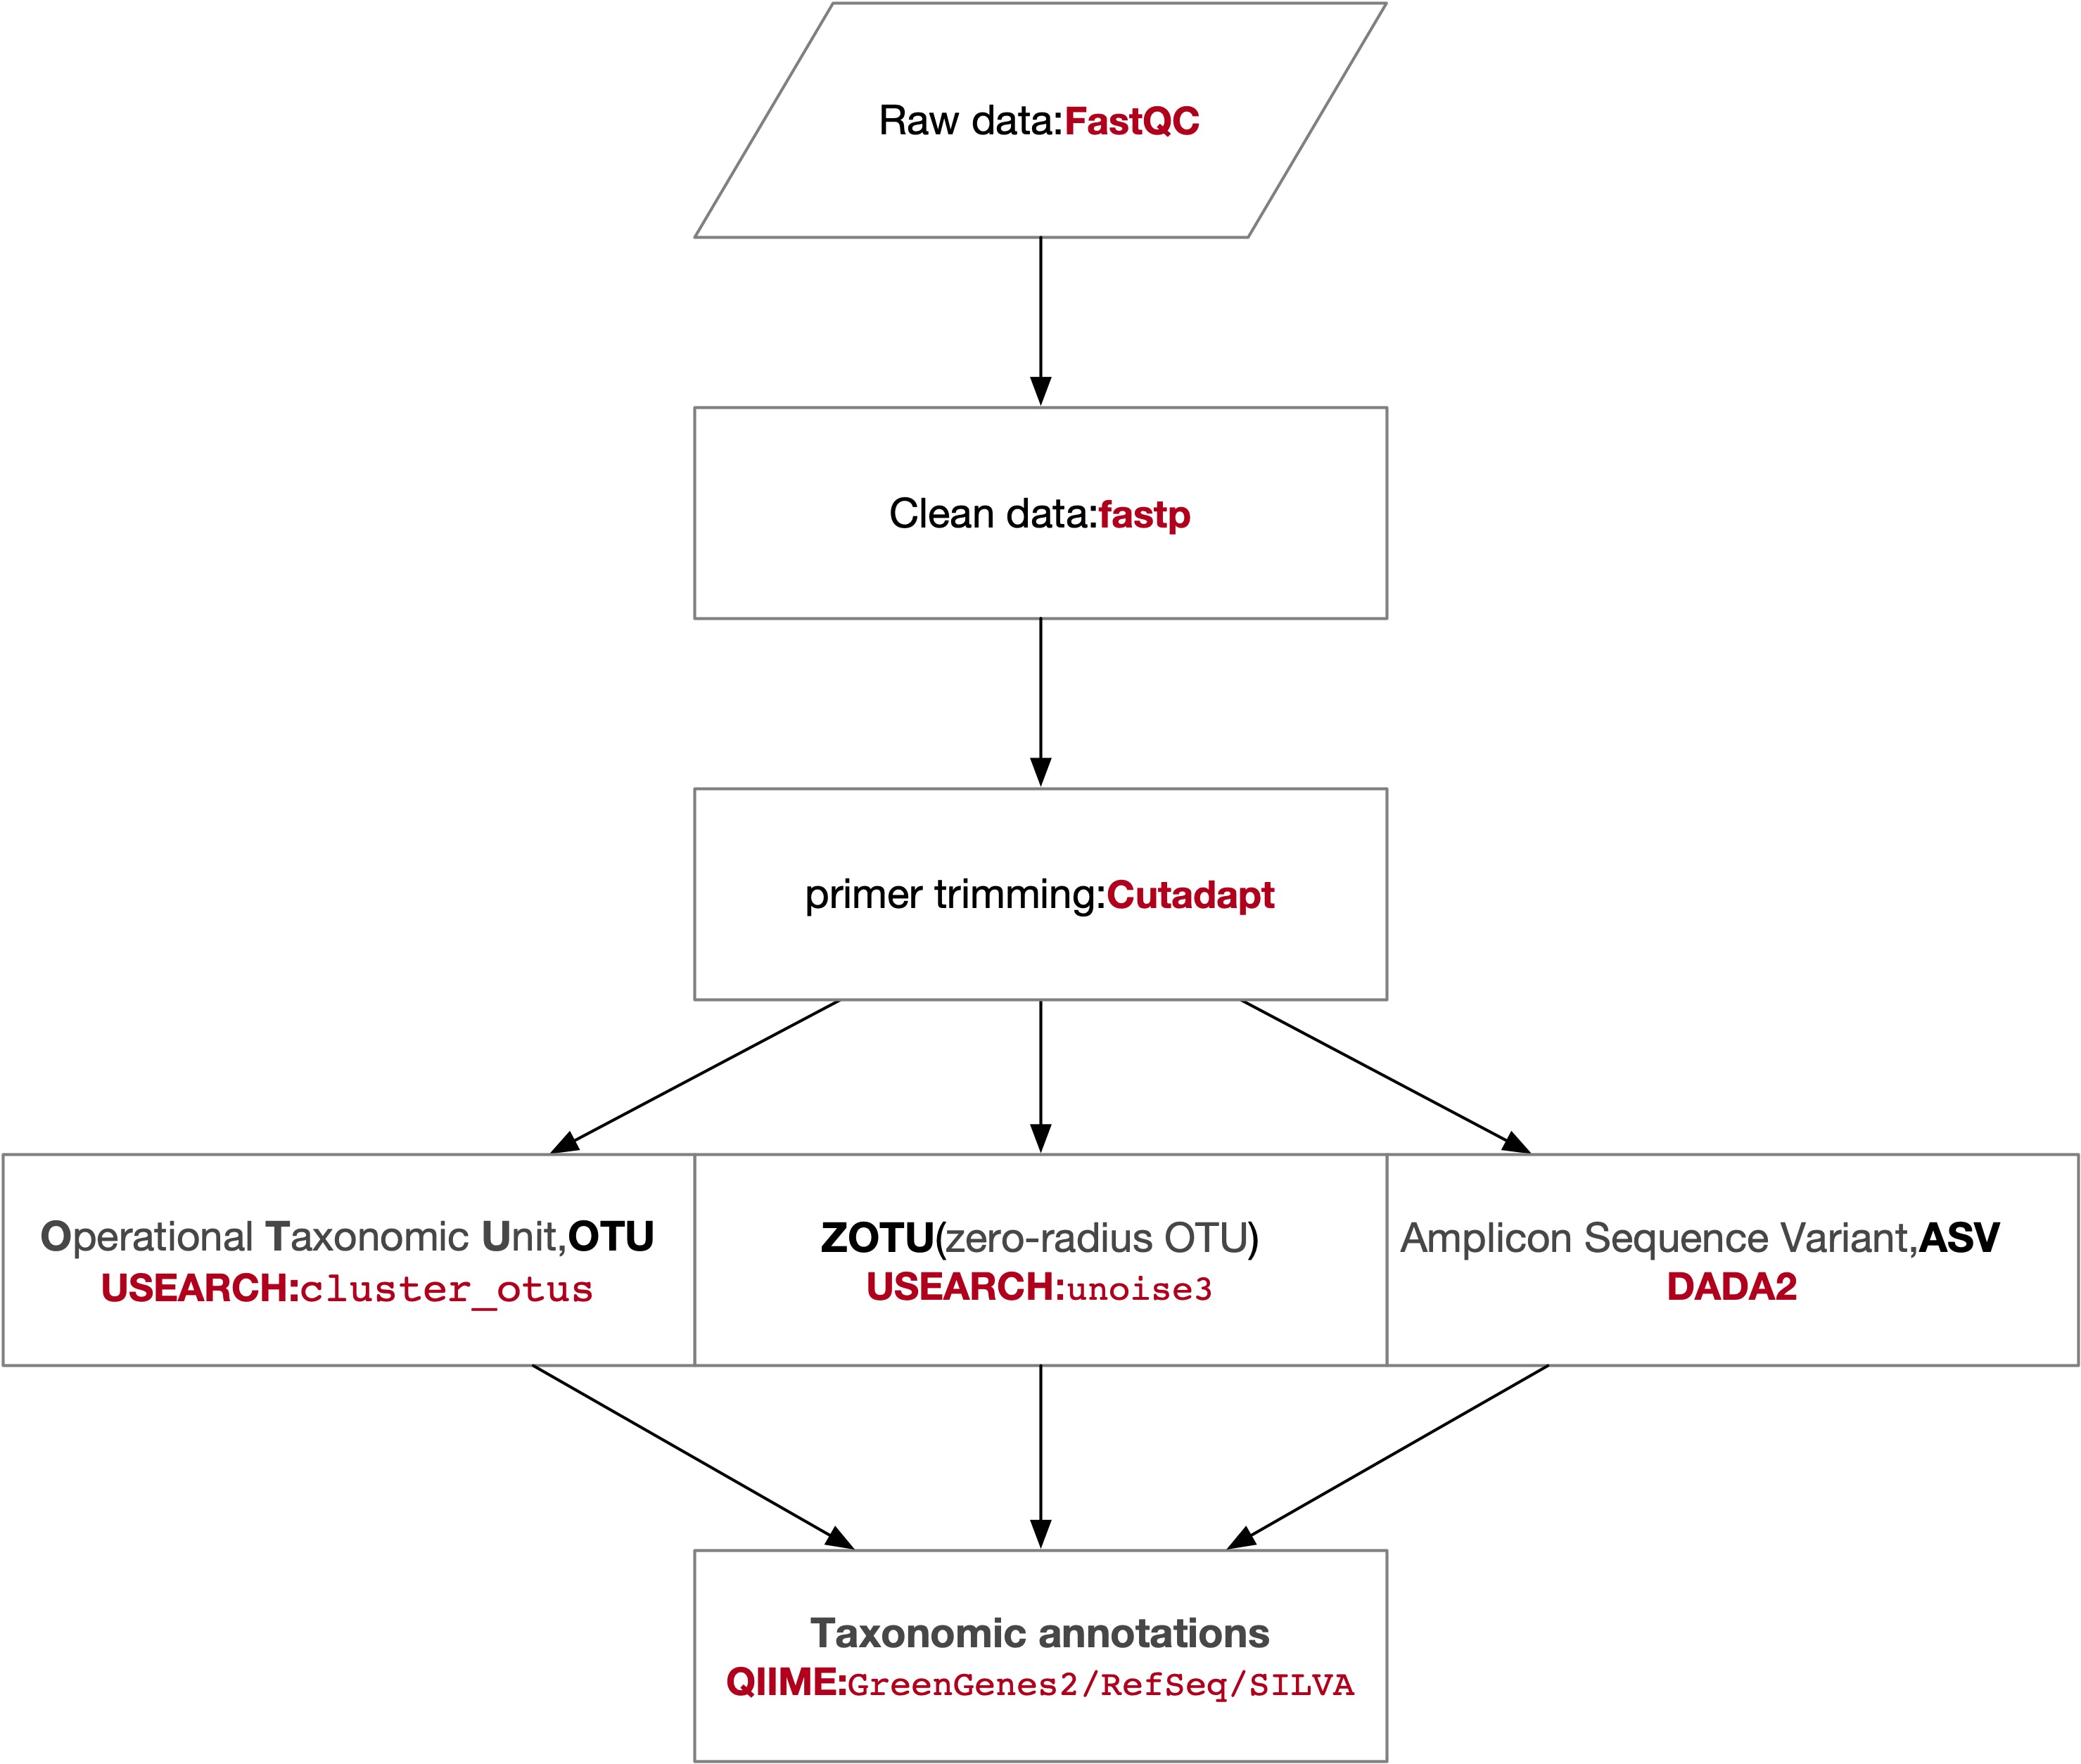 Raw data:FastQC
Clean data:fastp
primer trimming:Cutadapt
Operational Taxonomic Unit,OTU
USEARCH:cluster_otus
ZOTU(zero-radius OTU)
USEARCH:unoise3
Amplicon Sequence Variant,ASV
DADA2
Taxonomic annotations
QIIME:GreenGenes2/RefSeq/SILVA